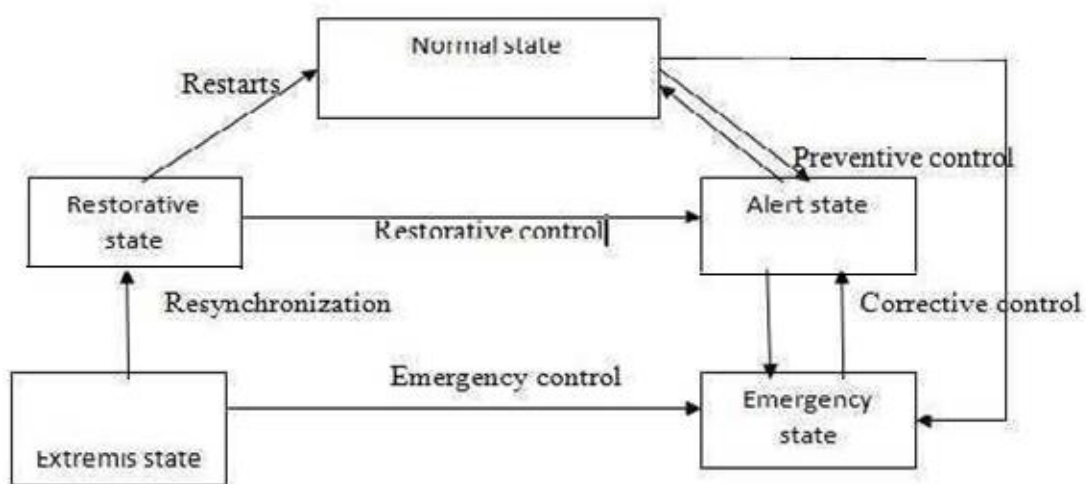 Normal state
Restarts
Preventive control
Restorative
state
Alert state
Restorative control
Resynchronization
Corrective control
Emergency control
Emergency
state
Extremis state